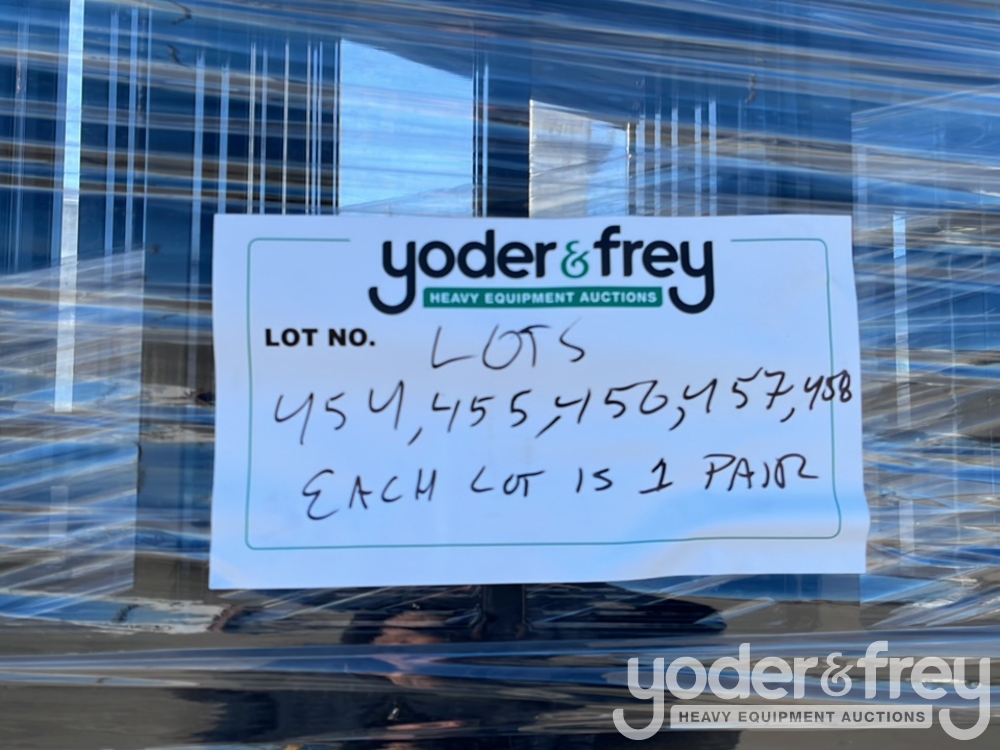 yoder & frey
HEAVY EQUIPMENT AUCTIONS
LOT NO. LOTS
454, 455, 456, 457, 458
EACH LOT IS 1 PAIR
yoder & frey
HEAVY EQUIPMENT AUCTIONS